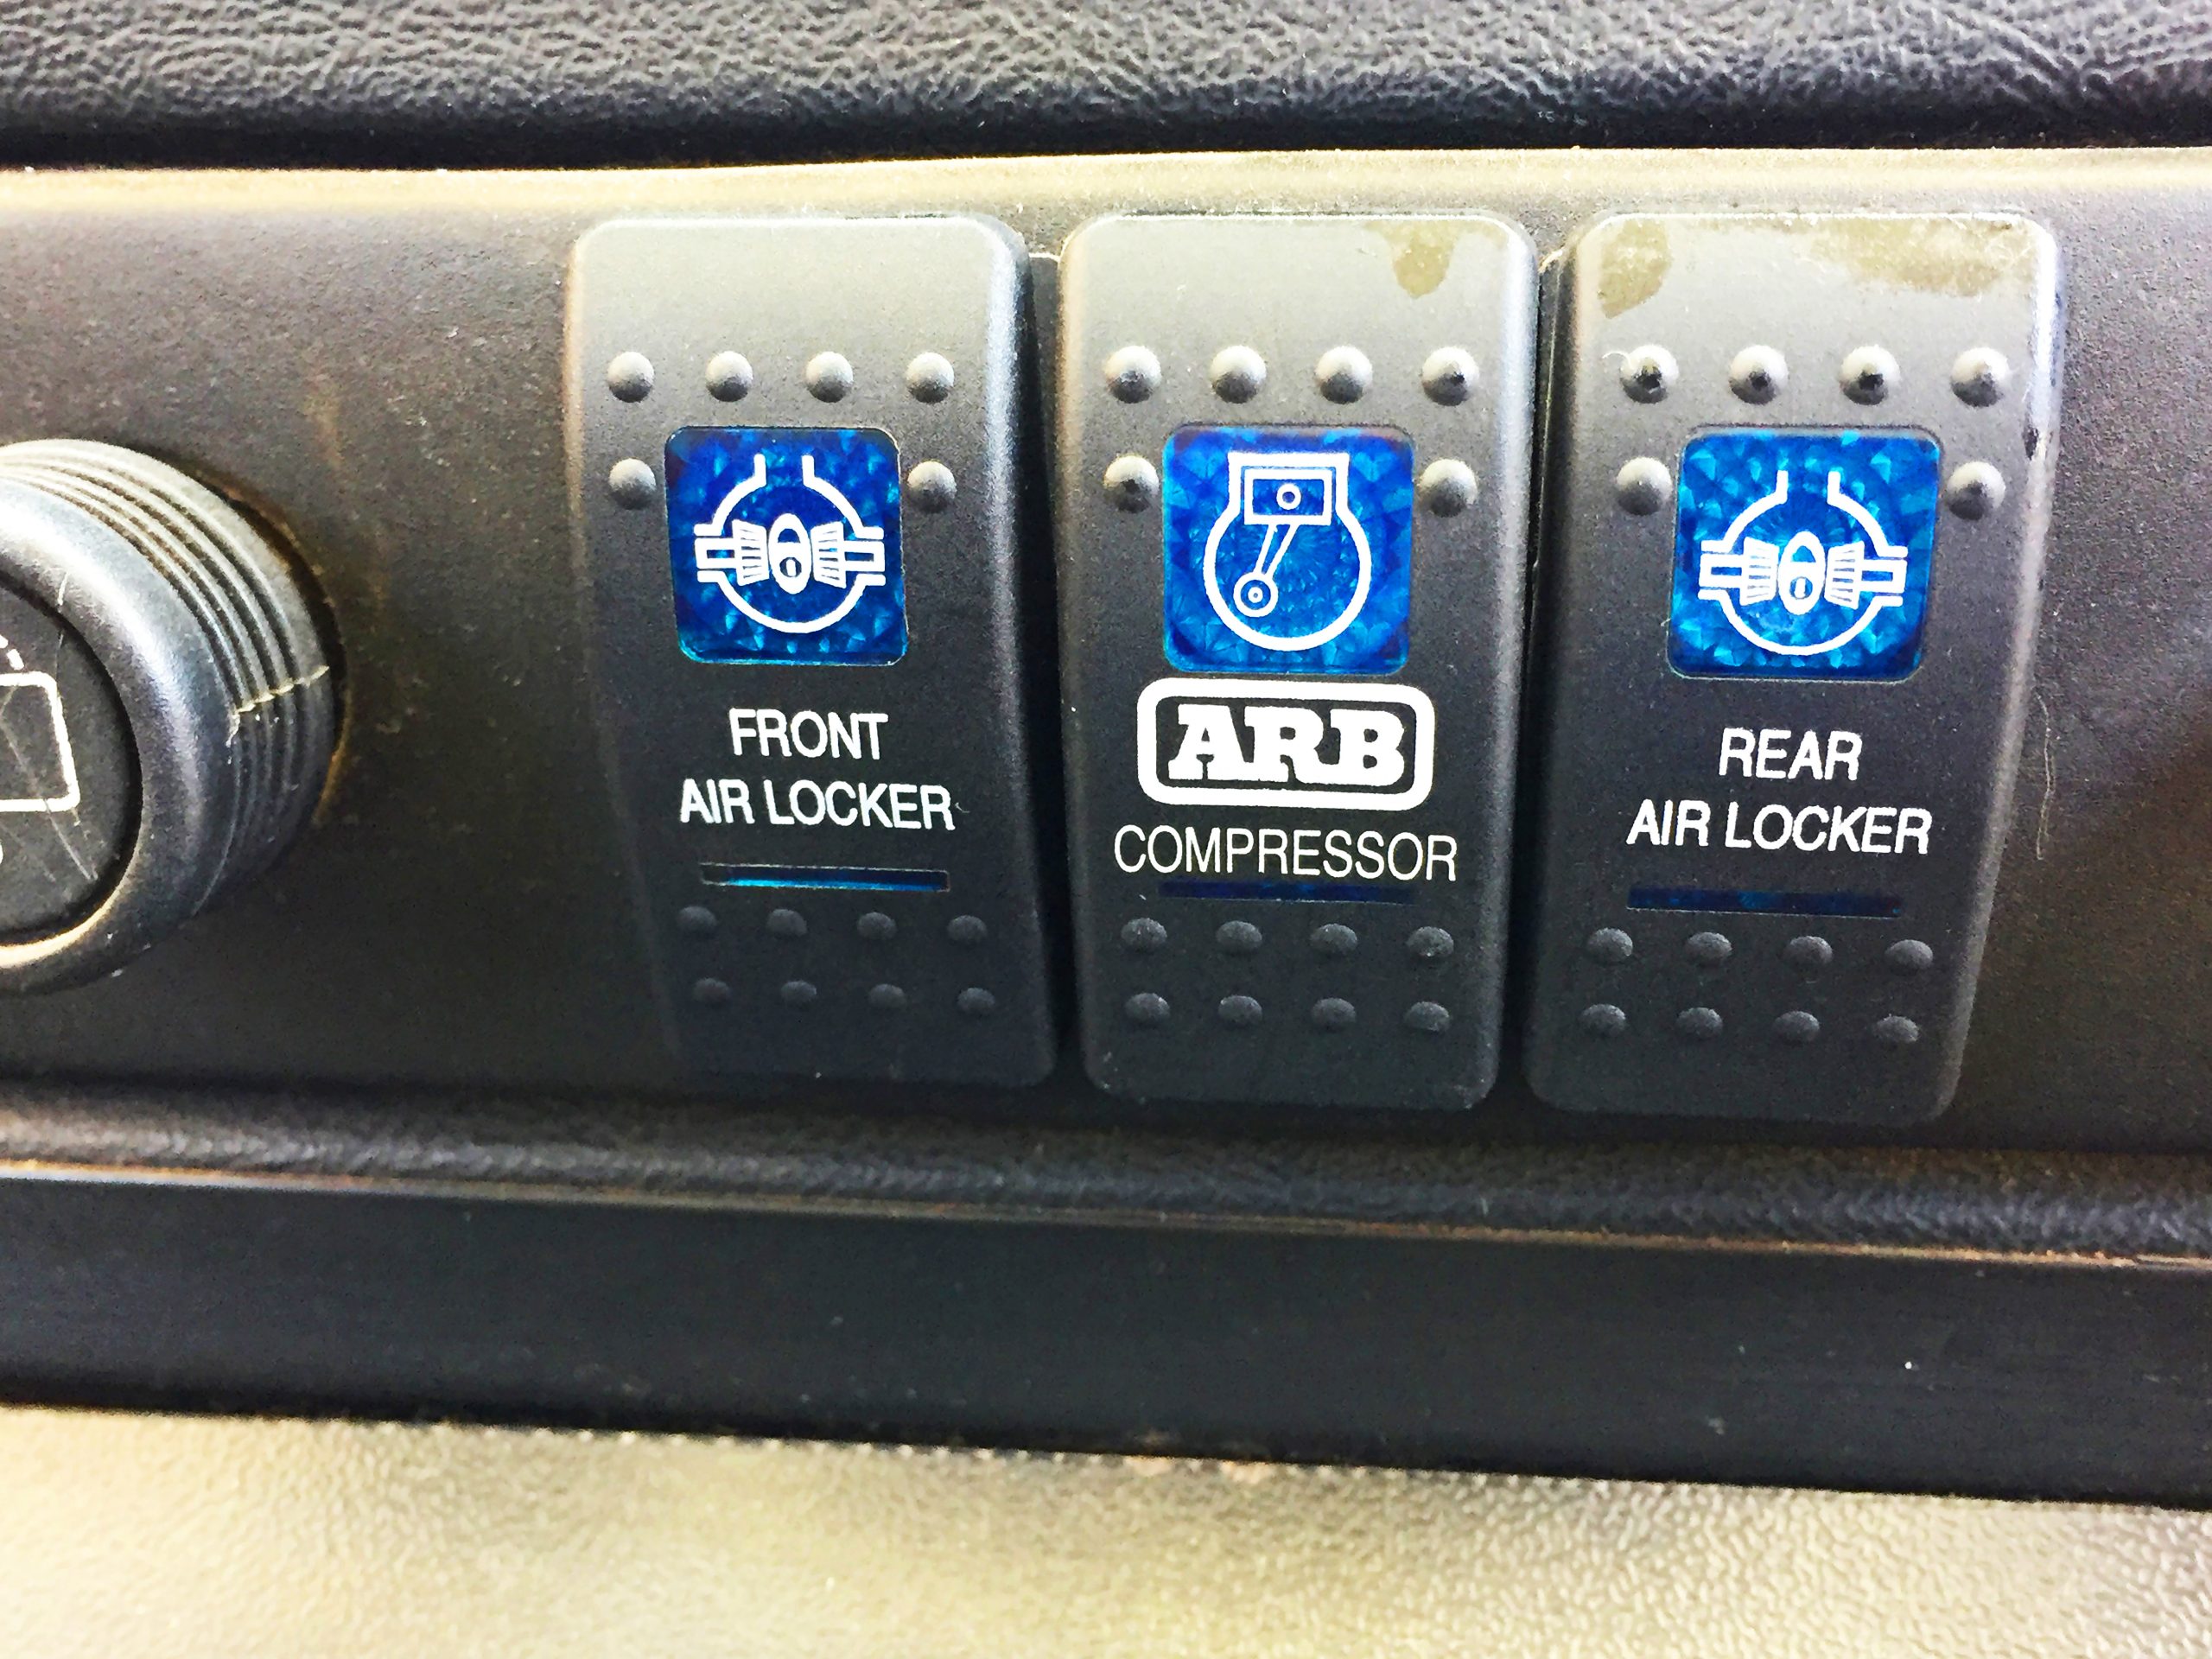 FRONT
AIR LOCKER
ARB
COMPRESSOR
REAR
AIR LOCKER